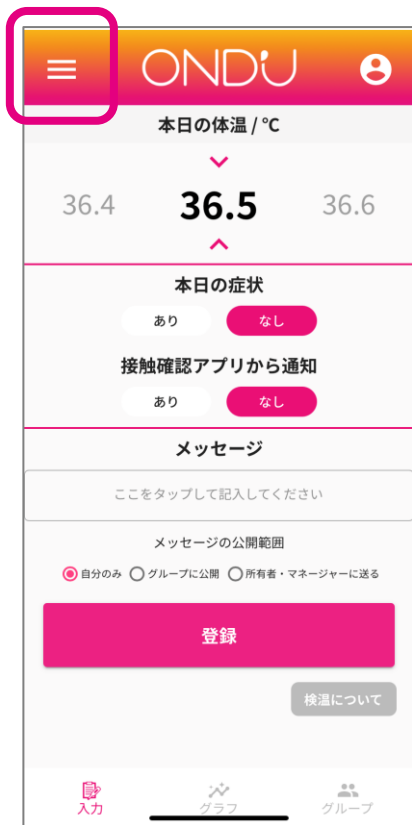 ONDU
本日の体温 / ℃
36.4 36.5 36.6
本日の症状
あり なし
接触確認アプリから通知
あり なし
メッセージ
ここをタップして記入してください
メッセージの公開範囲
自分のみ グループに公開 所有者・マネージャーに送る
登録
検温について
入力 グラフ グループ